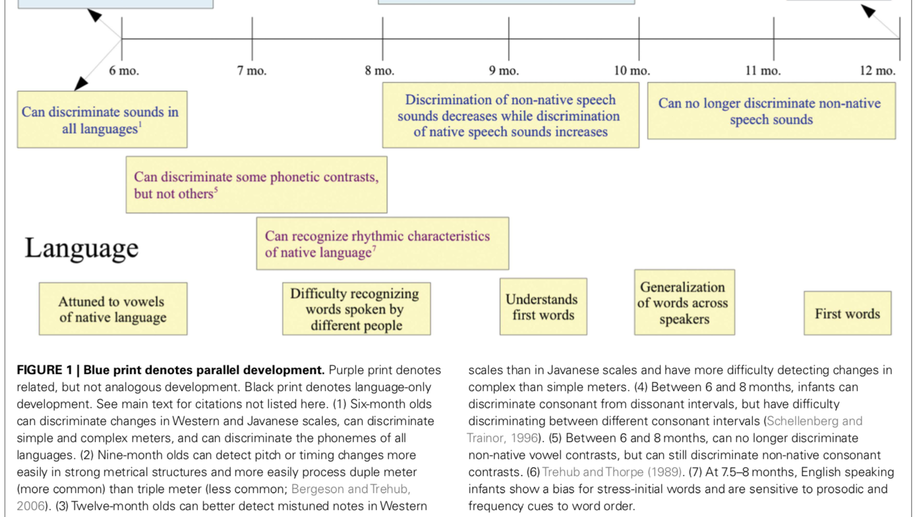 6 mo.
7 mo.
8 mo.
9 mo.
10 mo.
11 mo.
12 mo.
Can discriminate sounds in
all languages¹
Discrimination of non-native speech
sounds decreases while discrimination
of native speech sounds increases
Can no longer discriminate non-native
speech sounds
Can discriminate some phonetic contrasts,
but not others⁵
Can recognize rhythmic characteristics
of native language⁷
Language
Attuned to vowels
of native language
Difficulty recognizing
words spoken by
different people
Understands
first words
Generalization
of words across
speakers
First words
FIGURE 1 | Blue print denotes parallel development. Purple print denotes
related, but not analogous development. Black print denotes language-only
development. See main text for citations not listed here. (1) Six-month olds
can discriminate changes in Western and Javanese scales, can discriminate
simple and complex meters, and can discriminate the phonemes of all
languages. (2) Nine-month olds can detect pitch or timing changes more
easily in strong metrical structures and more easily process duple meter
(more common) than triple meter (less common; Bergeson and Trehub,
2006). (3) Twelve-month olds can better detect mistuned notes in Western
scales than in Javanese scales and have more difficulty detecting changes in
complex than simple meters. (4) Between 6 and 8 months, infants can
discriminate consonant from dissonant intervals, but have difficulty
discriminating between different consonant intervals (Schellenberg and
Trainor, 1996). (5) Between 6 and 8 months, can no longer discriminate
non-native vowel contrasts, but can still discriminate non-native consonant
contrasts. (6) Trehub and Thorpe (1989). (7) At 7.5–8 months, English speaking
infants show a bias for stress-initial words and are sensitive to prosodic and
frequency cues to word order.